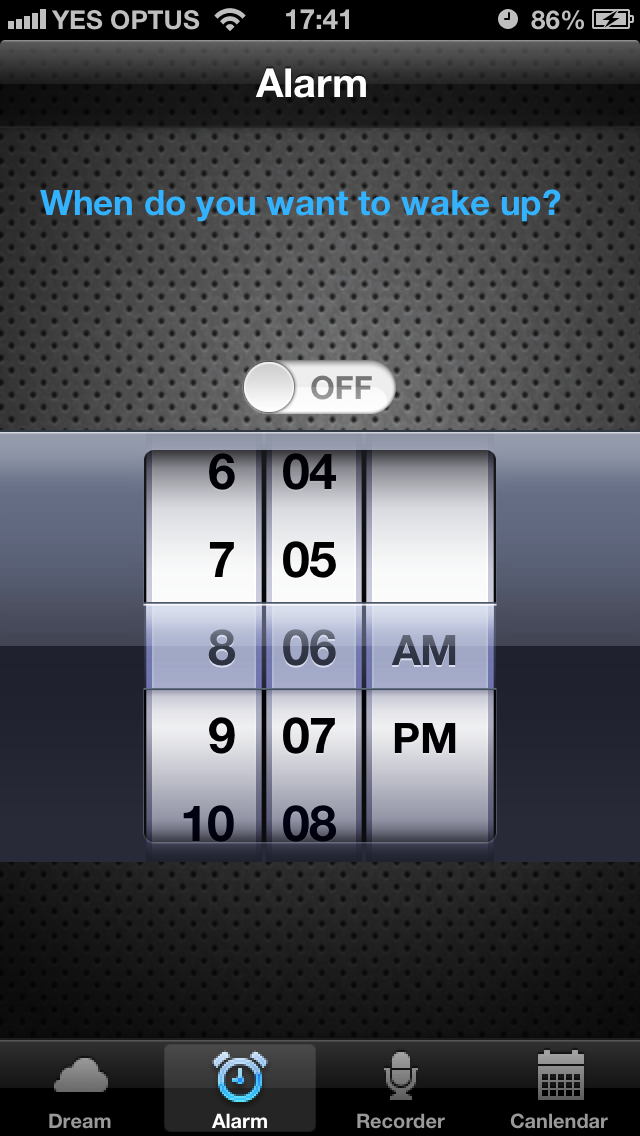 YES OPTUS 17:41 86%
Alarm
When do you want to wake up?
OFF
6 04
7 05
8 06 AM
9 07 PM
10 08
Dream Alarm Recorder Canlendar